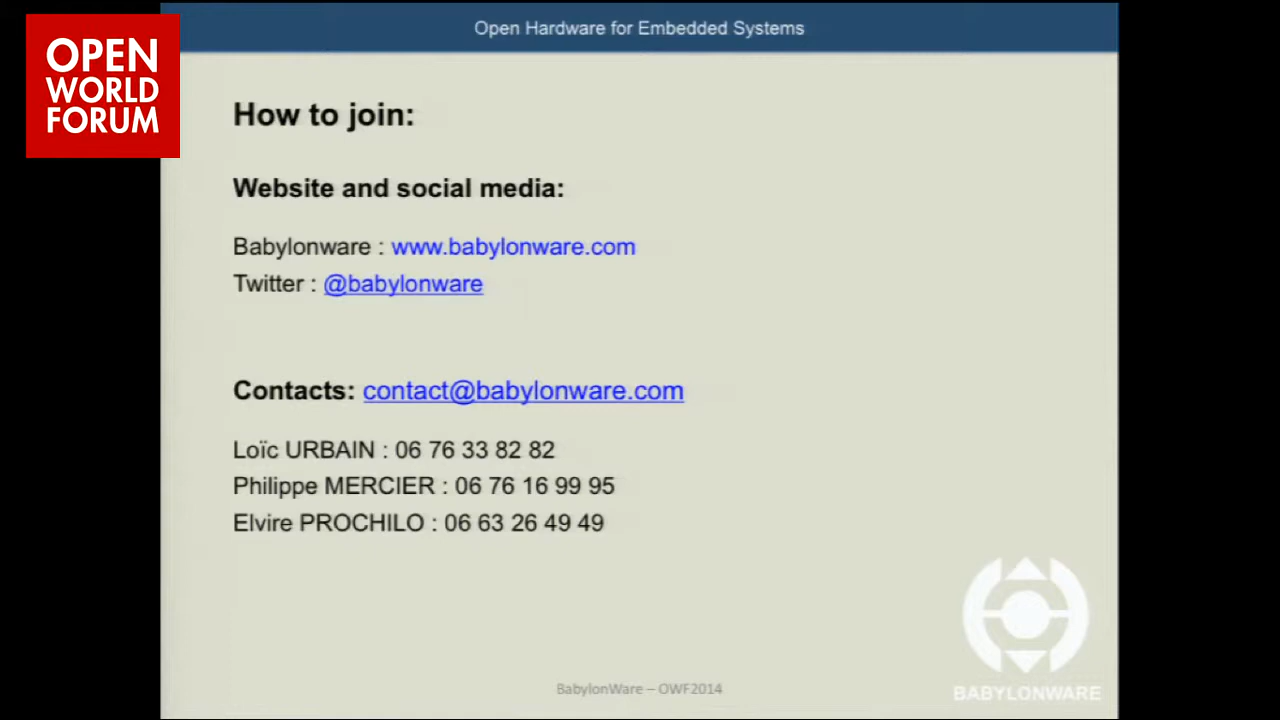 Open Hardware for Embedded Systems
OPEN
WORLD
FORUM
How to join:
Website and social media:
Babylonware : www.babylonware.com
Twitter : @babylonware
Contacts: contact@babylonware.com
Loïc URBAIN : 06 76 33 82 82
Philippe MERCIER : 06 76 16 99 95
Elvire PROCHILO : 06 63 26 49 49
BabylonWare – OWF2014
BABYLONWARE